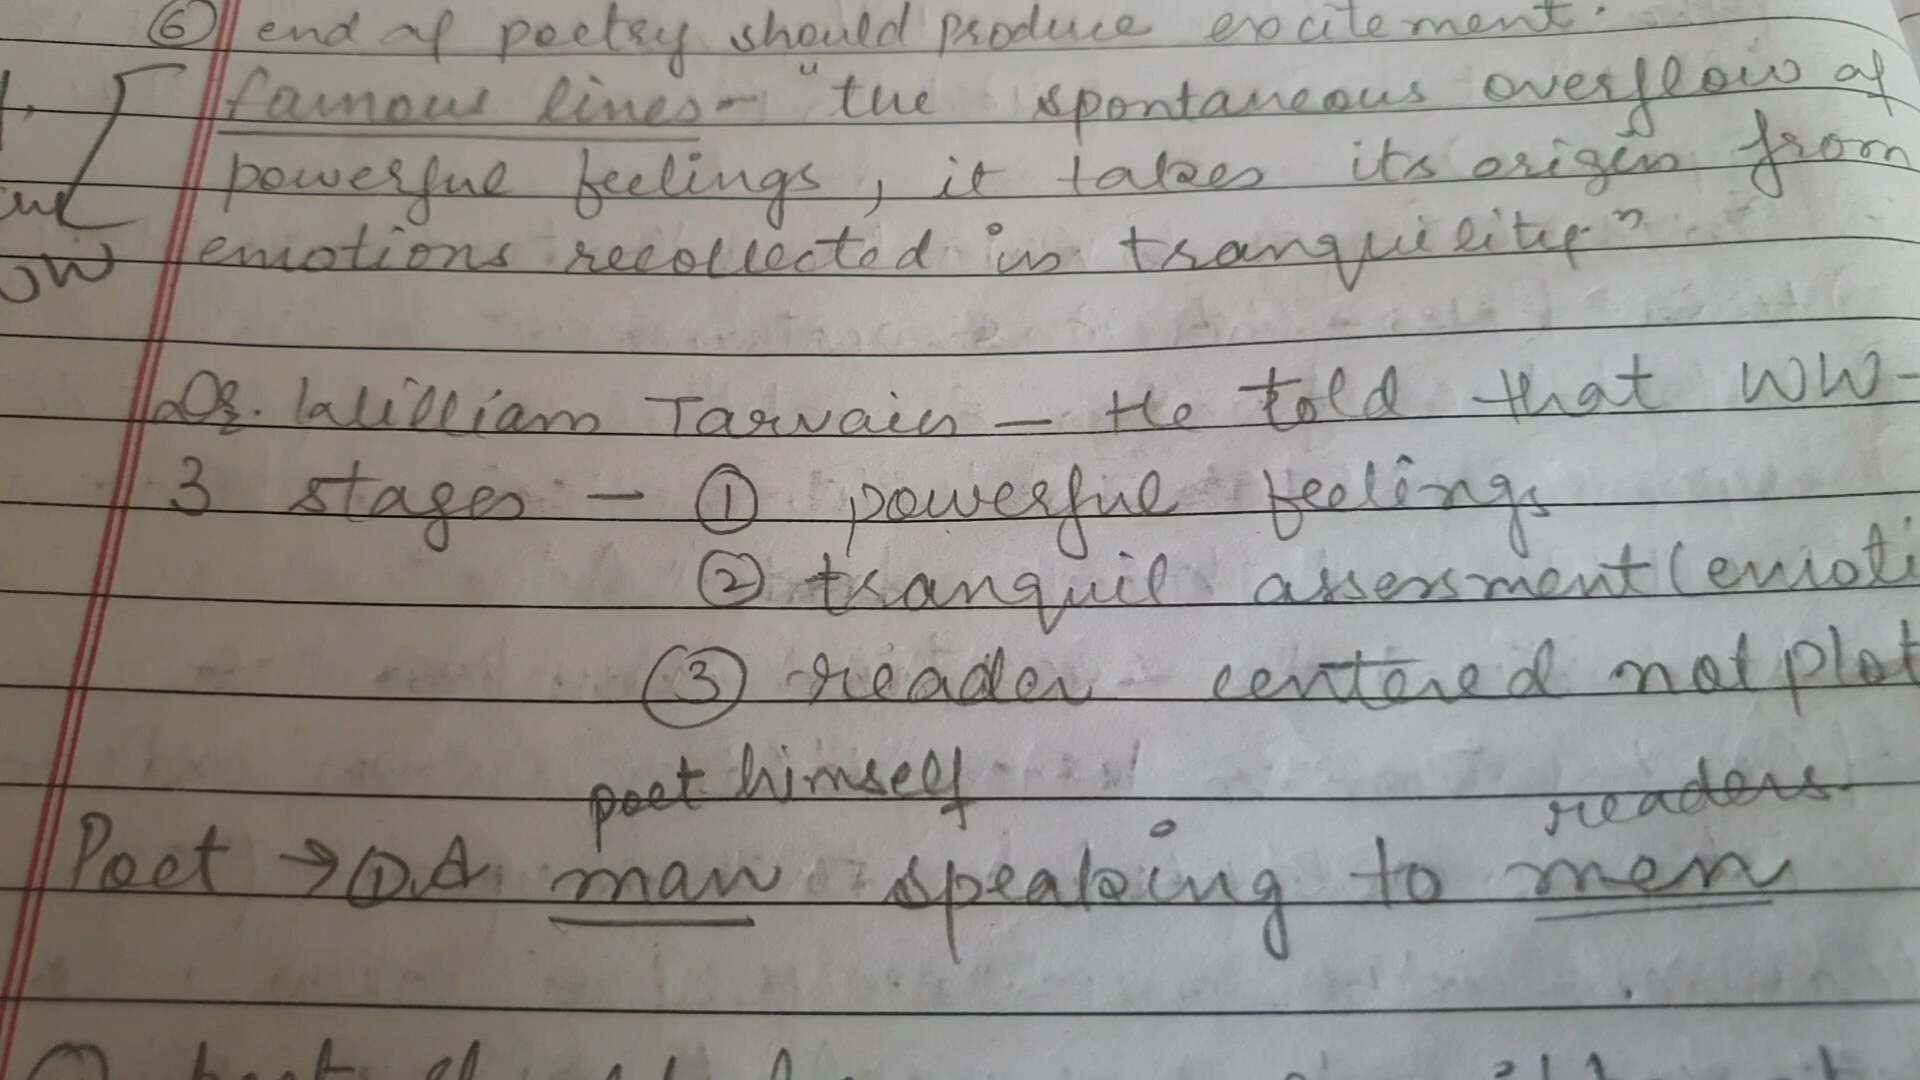 ⑥ end of poetry should produce excitement.
famous lines - "the spontaneous overflow of
powerful feelings, it takes its origin from
emotions recollected in tranquility"
Dr. William Tarvain - He told that WW-
3 stages - ① powerful feelings
② tranquil assessment (emoti
③ reader centered not plot
poet himself readers
Poet → ①. A man speaking to men